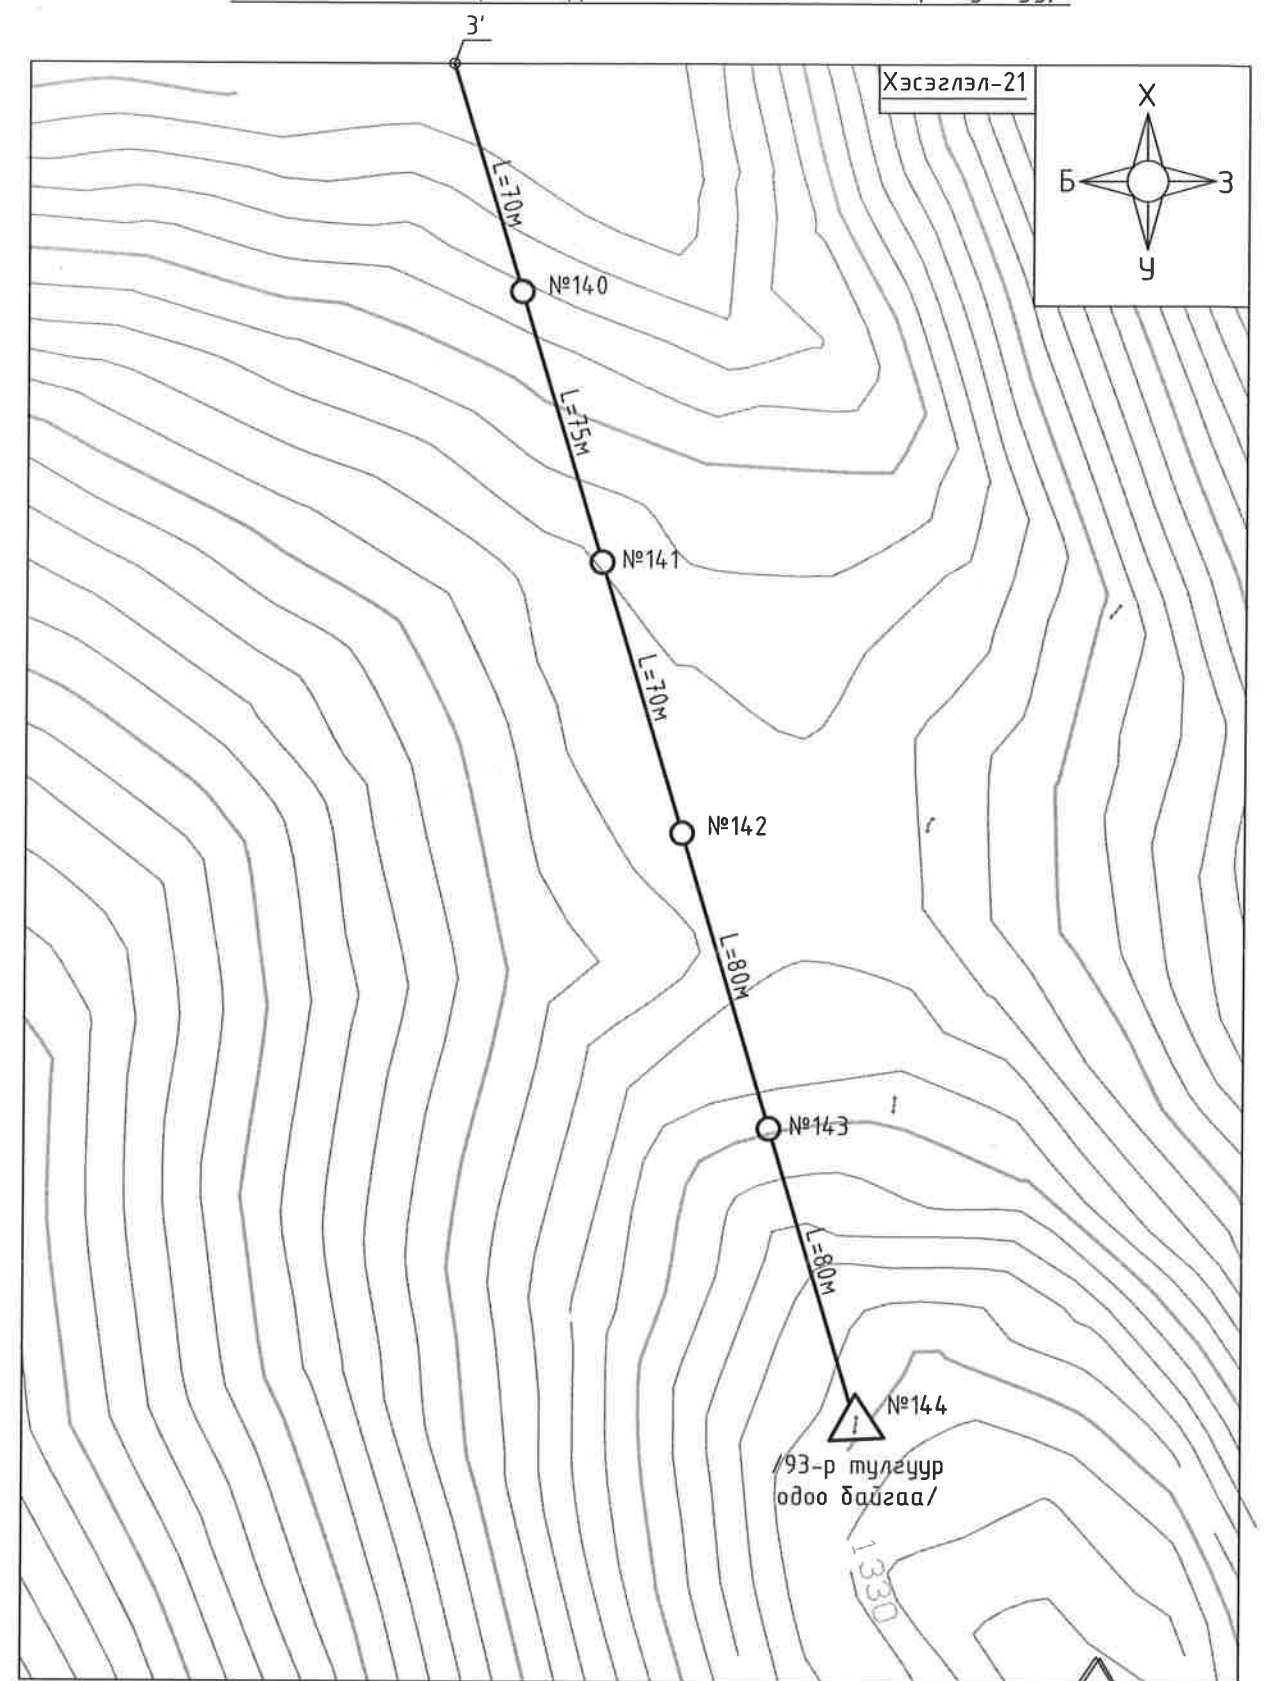 3'
Хэсэглэл-21
Х
Б
З
У
L=70м
№140
L=75м
№141
L=70м
№142
L=80м
№143
L=80м
№144
/93-р тулгуур
одоо байгаа/
1330